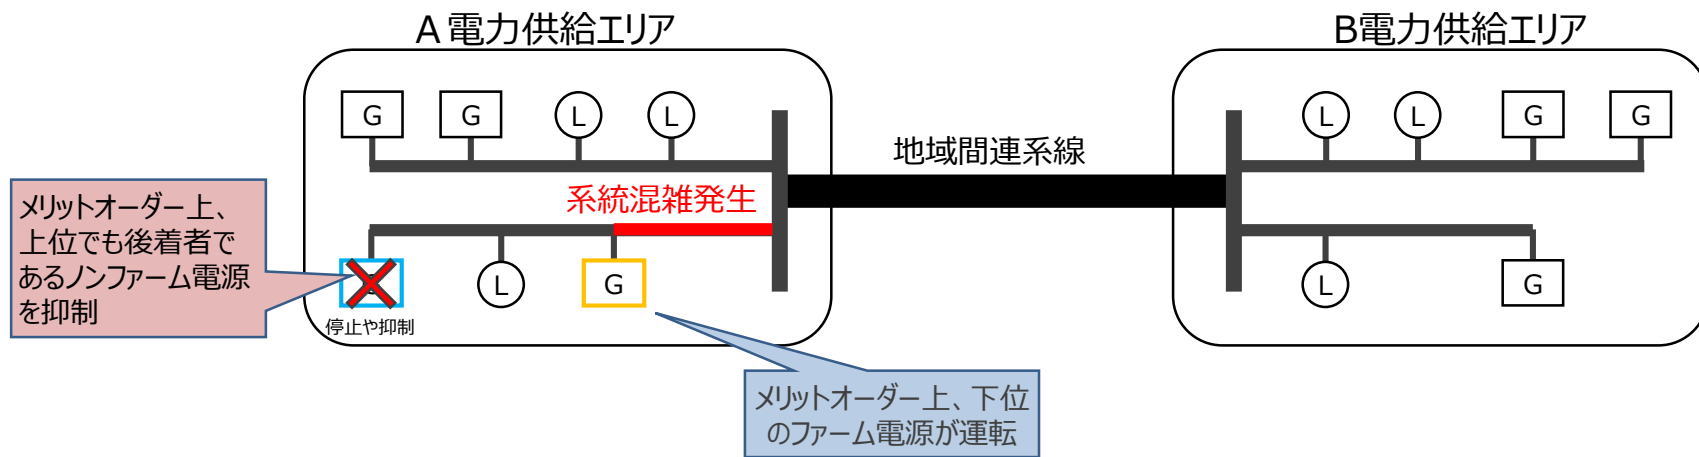 A電力供給エリア
B電力供給エリア
G
G
L
L
L
L
G
G
地域間連系線
系統混雑発生
メリットオーダー上、
上位でも後着者で
あるノンファーム電源
を抑制
L
G
L
G
停止や抑制
メリットオーダー上、下位
のファーム電源が運転